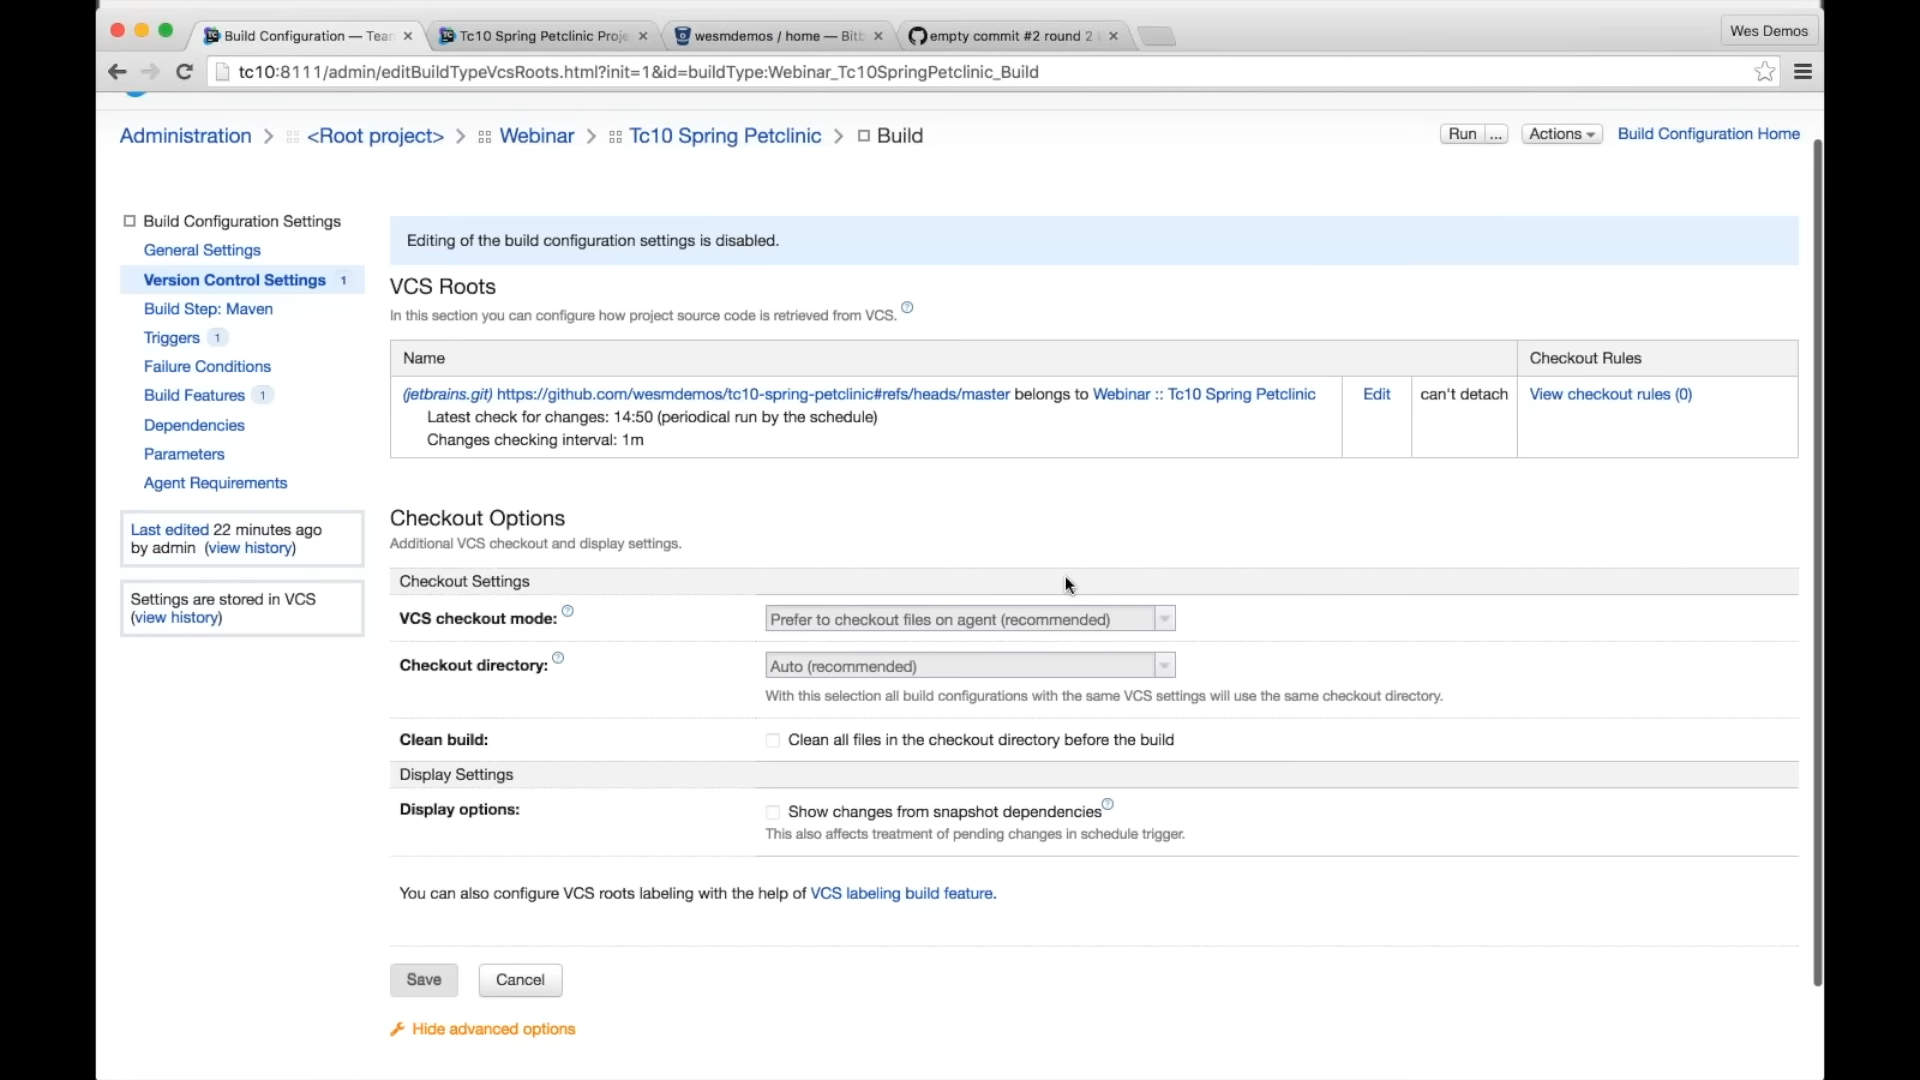 Build Configuration — Tean
Tc10 Spring Petclinic Proje
wesmdemos / home — Bitb
empty commit #2 round 2
Wes Demos
tc10:8111/admin/editBuildTypeVcsRoots.html?init=1&id=buildType:Webinar_Tc10SpringPetclinic_Build
Administration > <Root project> > Webinar > Tc10 Spring Petclinic > Build
Run ... Actions Build Configuration Home
Build Configuration Settings
General Settings
Version Control Settings 1
Build Step: Maven
Triggers 1
Failure Conditions
Build Features 1
Dependencies
Parameters
Agent Requirements
Last edited 22 minutes ago
by admin (view history)
Settings are stored in VCS
(view history)
Editing of the build configuration settings is disabled.
VCS Roots
In this section you can configure how project source code is retrieved from VCS. ?
Name Checkout Rules
(jetbrains.git) https://github.com/wesmdemos/tc10-spring-petclinic#refs/heads/master belongs to Webinar :: Tc10 Spring Petclinic Edit can't detach View checkout rules (0)
Latest check for changes: 14:50 (periodical run by the schedule)
Changes checking interval: 1m
Checkout Options
Additional VCS checkout and display settings.
Checkout Settings
VCS checkout mode: ? Prefer to checkout files on agent (recommended)
Checkout directory: ? Auto (recommended)
With this selection all build configurations with the same VCS settings will use the same checkout directory.
Clean build: Clean all files in the checkout directory before the build
Display Settings
Display options: Show changes from snapshot dependencies ?
This also affects treatment of pending changes in schedule trigger.
You can also configure VCS roots labeling with the help of VCS labeling build feature.
Save Cancel
Hide advanced options